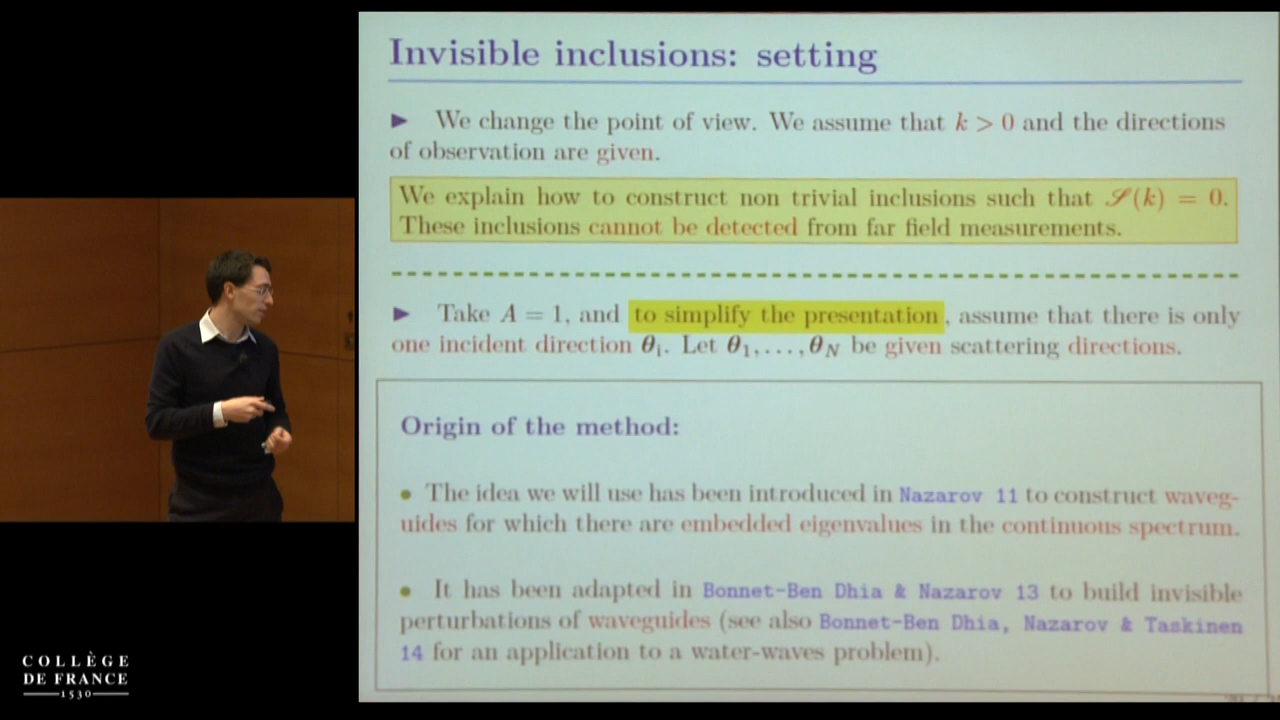 Invisible inclusions: setting
► We change the point of view. We assume that k > 0 and the directions
of observation are given.
We explain how to construct non trivial inclusions such that 𝒮(k) = 0.
These inclusions cannot be detected from far field measurements.
► Take A = 1, and to simplify the presentation, assume that there is only
one incident direction θᵢ. Let θ₁, . . . , θ_N be given scattering directions.
Origin of the method:
• The idea we will use has been introduced in Nazarov 11 to construct waveg-
uides for which there are embedded eigenvalues in the continuous spectrum.
• It has been adapted in Bonnet-Ben Dhia & Nazarov 13 to build invisible
perturbations of waveguides (see also Bonnet-Ben Dhia, Nazarov & Taskinen
14 for an application to a water-waves problem).
COLLÈGE
DE FRANCE
1530